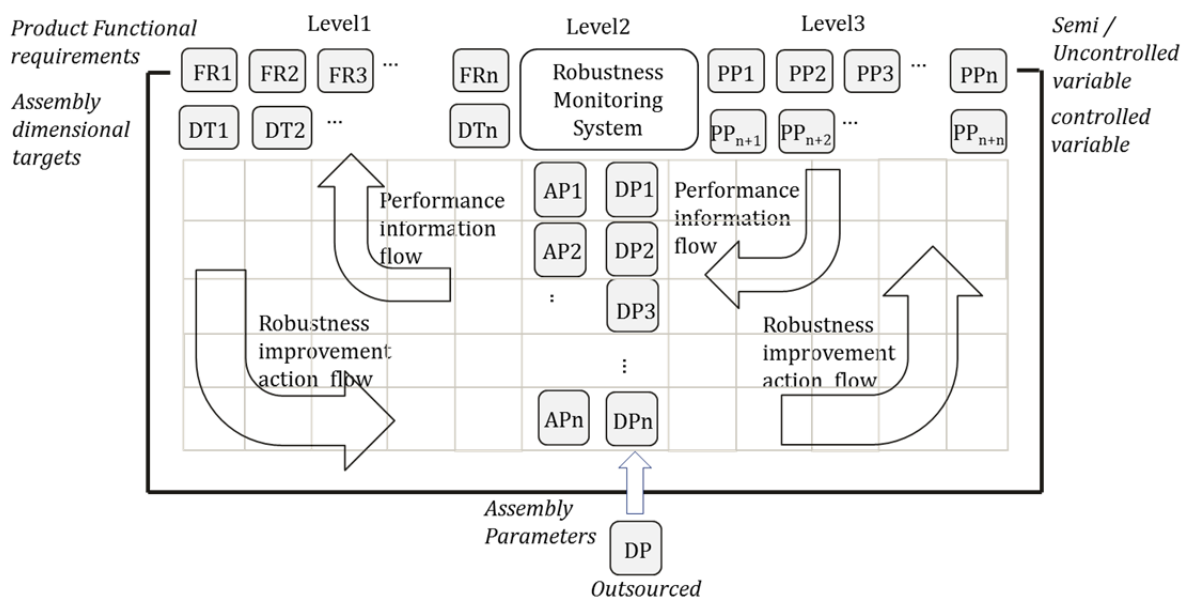 Product Functional
requirements
Level1
Level2
Level3
Semi /
Uncontrolled
variable
FR1 FR2 FR3 ... FRn
Robustness
Monitoring
System
PP1 PP2 PP3 ... PPn
Assembly
dimensional
targets
DT1 DT2 ... DTn
PPn+1 PPn+2 ... PPn+n
controlled
variable
AP1 DP1
AP2 DP2
: DP3
:
APn DPn
Performance
information
flow
Performance
information
flow
Robustness
improvement
action flow
Robustness
improvement
action flow
Assembly
Parameters
DP
Outsourced